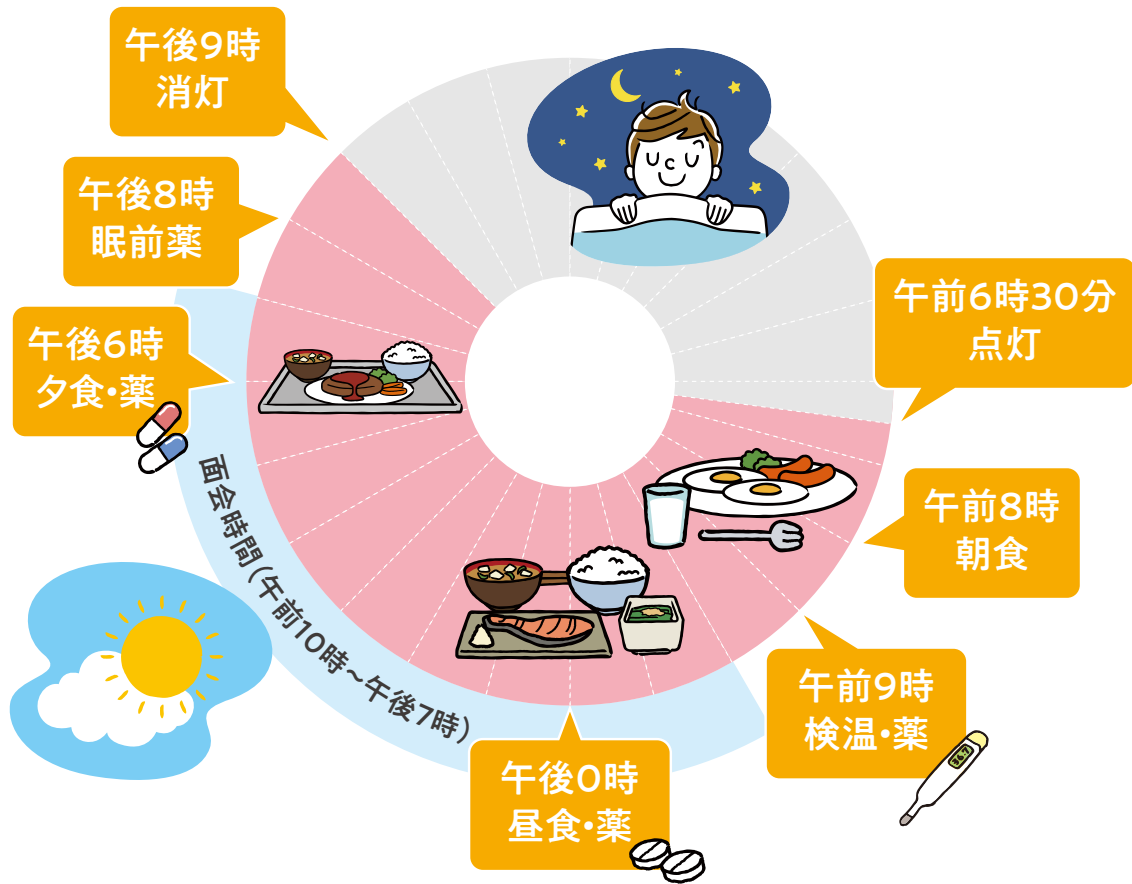 午後9時
消灯
午後8時
眠前薬
午後6時
夕食・薬
午前6時30分
点灯
午前8時
朝食
午前9時
検温・薬
午後0時
昼食・薬
面会時間（午前10時〜午後7時）